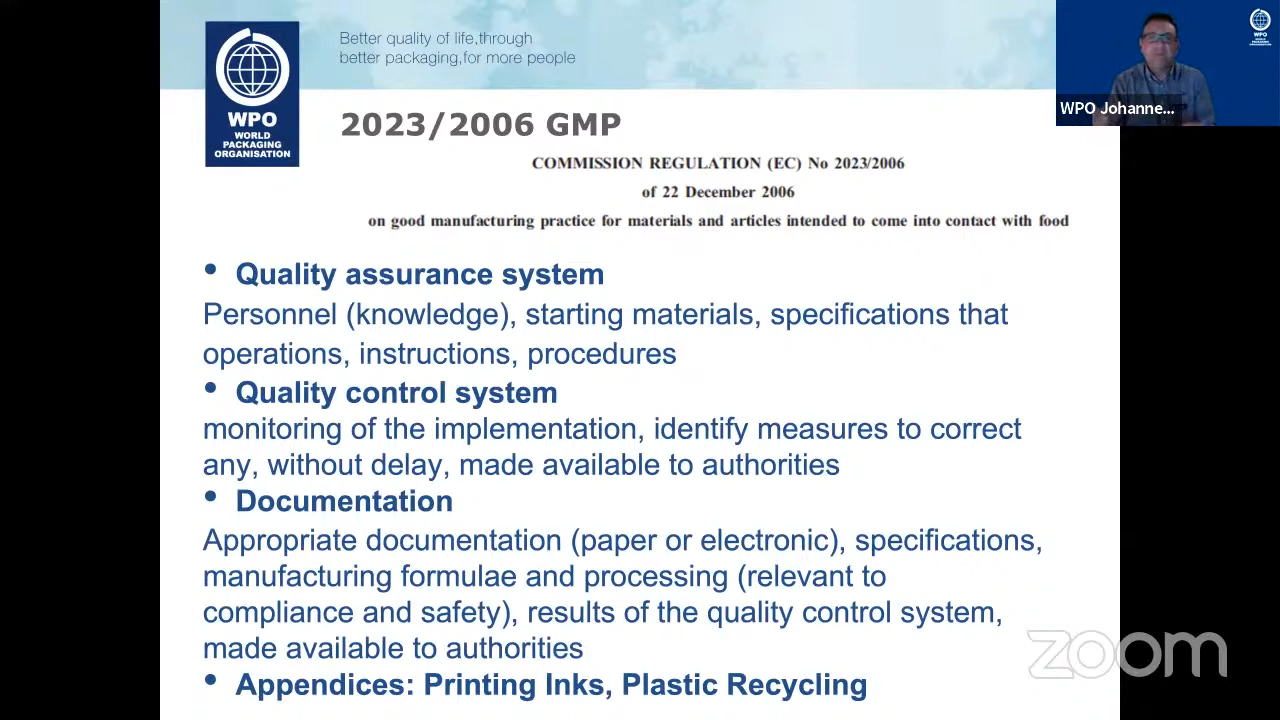 Better quality of life,through
better packaging,for more people
WPO
WORLD
PACKAGING
ORGANISATION
2023/2006 GMP
COMMISSION REGULATION (EC) No 2023/2006
of 22 December 2006
on good manufacturing practice for materials and articles intended to come into contact with food
• Quality assurance system
Personnel (knowledge), starting materials, specifications that
operations, instructions, procedures
• Quality control system
monitoring of the implementation, identify measures to correct
any, without delay, made available to authorities
• Documentation
Appropriate documentation (paper or electronic), specifications,
manufacturing formulae and processing (relevant to
compliance and safety), results of the quality control system,
made available to authorities
• Appendices: Printing Inks, Plastic Recycling
WPO
WORLD
PACKAGING
ORGANISATION
WPO Johanne...
zoom